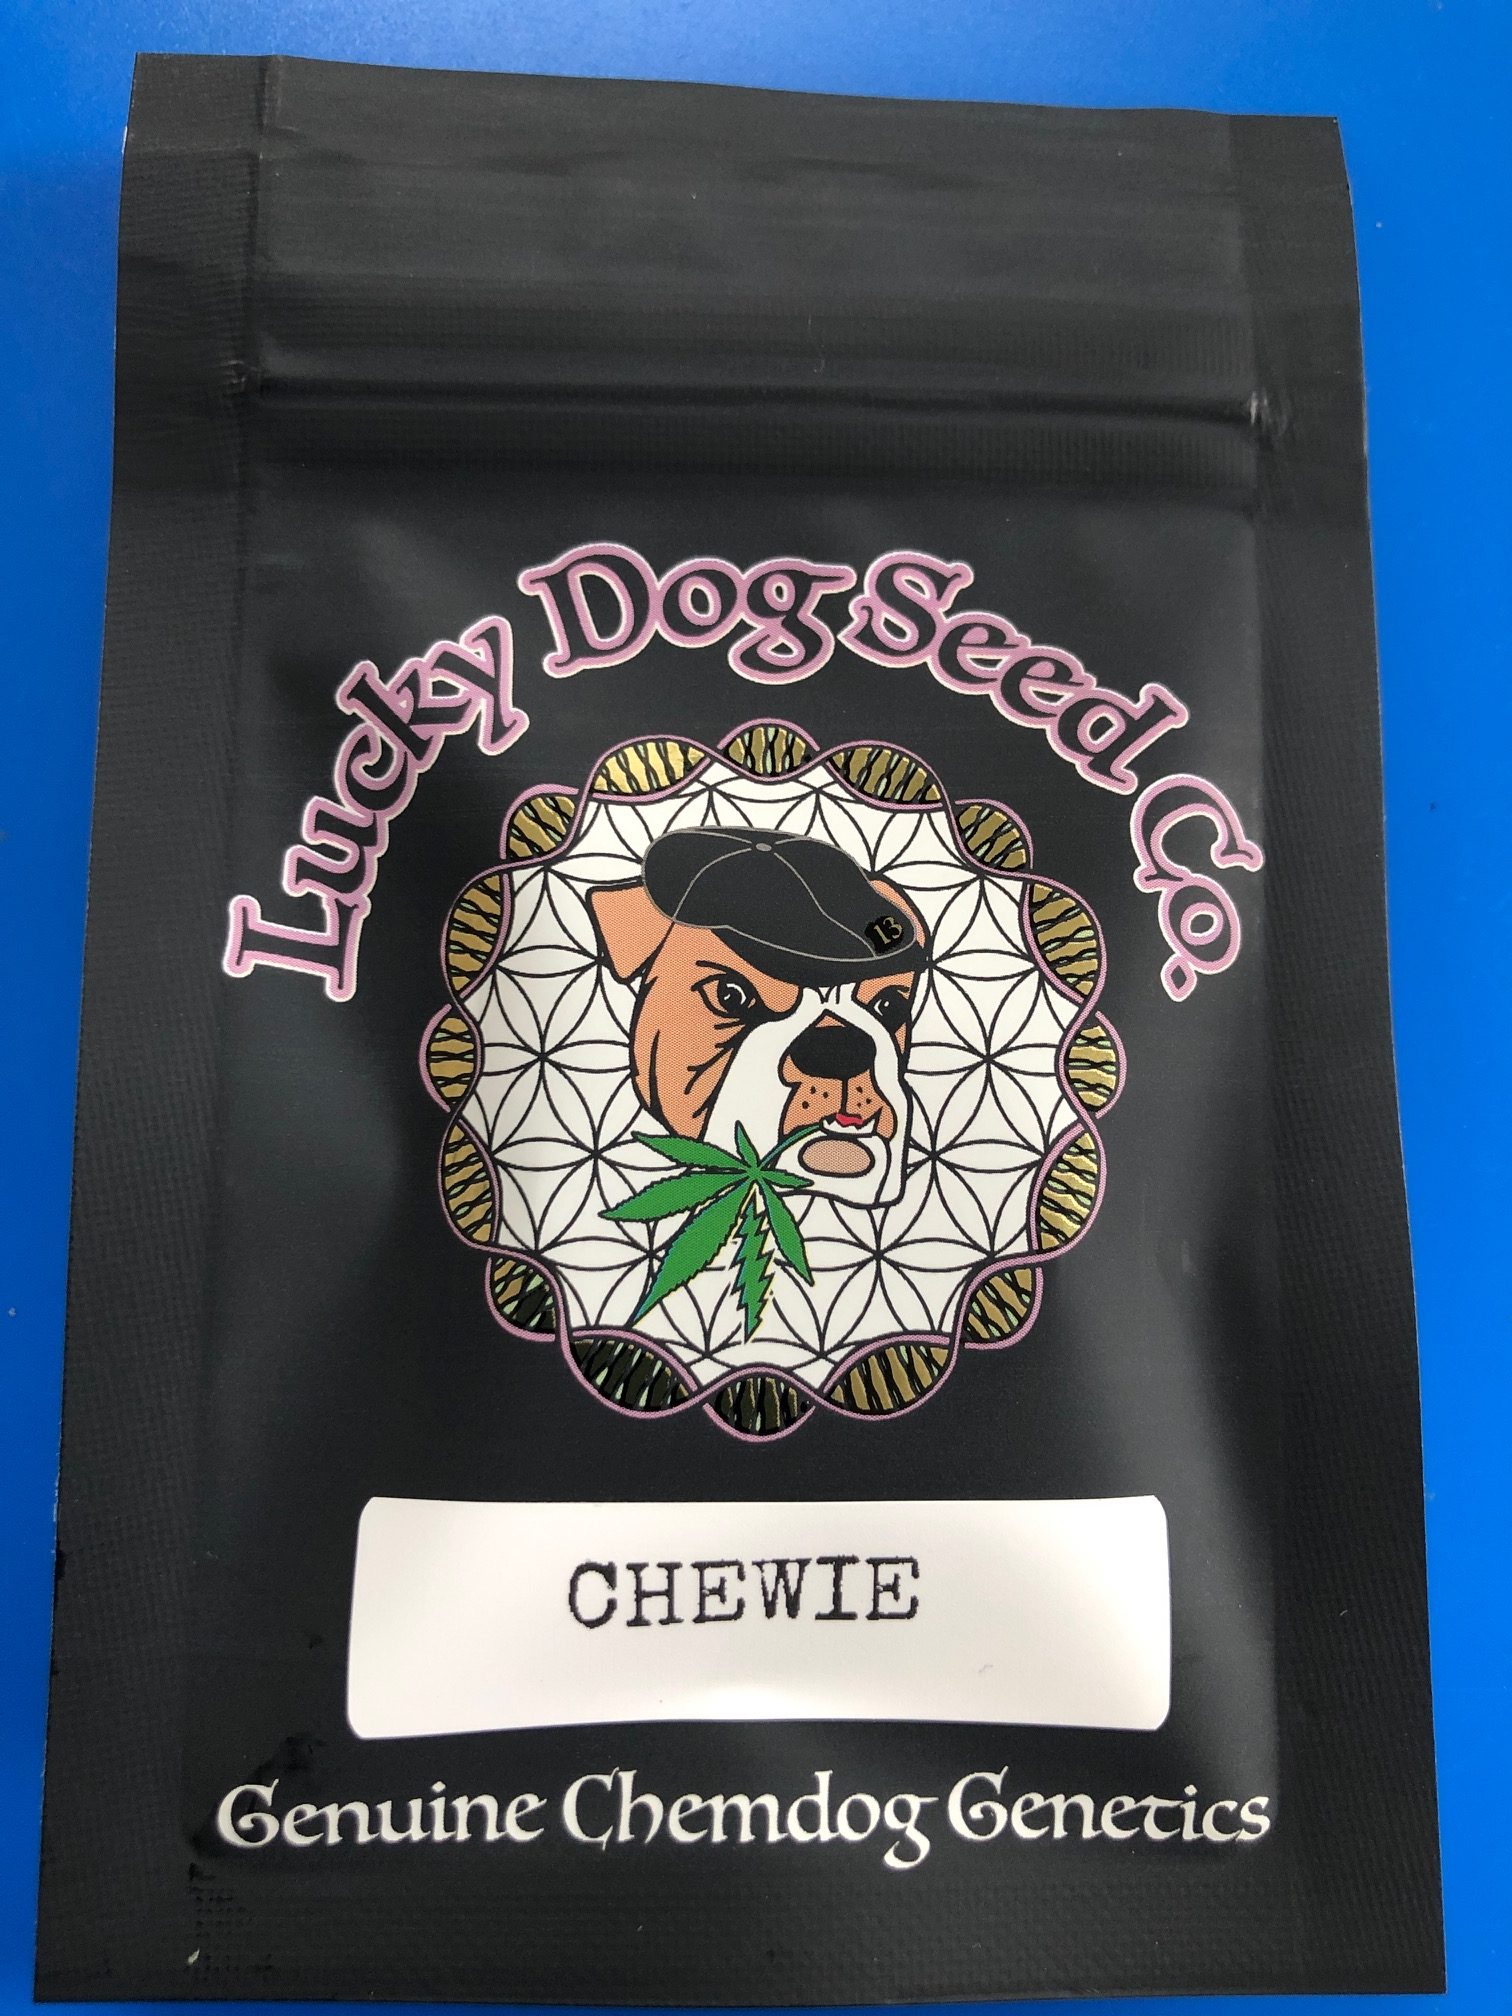 Lucky Dog Seed Co.
13
CHEWIE
Genuine Chemdog Genetics